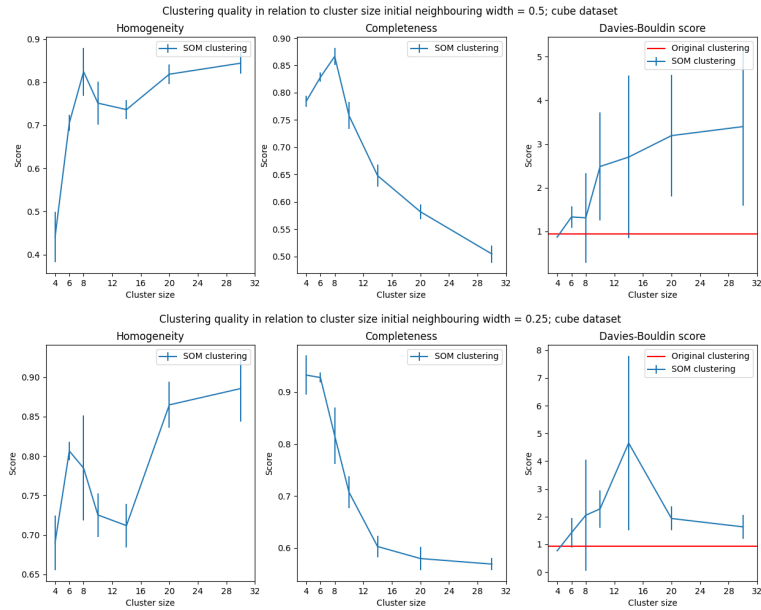 Clustering quality in relation to cluster size initial neighbouring width = 0.5; cube dataset
Homogeneity
Completeness
Davies-Bouldin score
0.9
0.8
0.7
0.6
0.5
0.4
Score
SOM clustering
4 6 8 12 16 20 24 28 32
Cluster size
0.90
0.85
0.80
0.75
0.70
0.65
0.60
0.55
0.50
Score
SOM clustering
4 6 8 12 16 20 24 28 32
Cluster size
5
4
3
2
1
Score
Original clustering
SOM clustering
4 6 8 12 16 20 24 28 32
Cluster size
Clustering quality in relation to cluster size initial neighbouring width = 0.25; cube dataset
Homogeneity
Completeness
Davies-Bouldin score
0.90
0.85
0.80
0.75
0.70
0.65
Score
SOM clustering
4 6 8 12 16 20 24 28 32
Cluster size
0.9
0.8
0.7
0.6
Score
SOM clustering
4 6 8 12 16 20 24 28 32
Cluster size
8
7
6
5
4
3
2
1
0
Score
Original clustering
SOM clustering
4 6 8 12 16 20 24 28 32
Cluster size